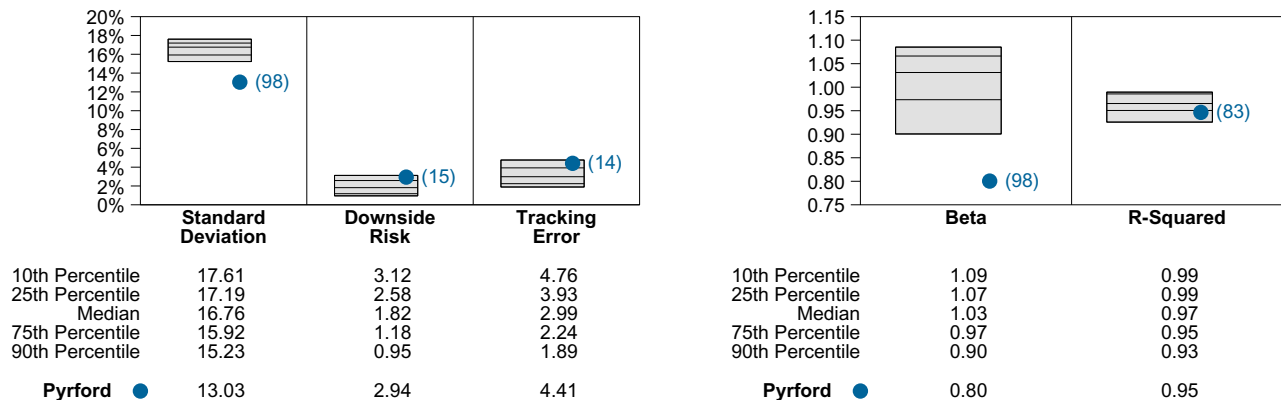 20%
18%
16%
14%
12%
10%
8%
6%
4%
2%
0%
(98)
(15)
(14)
Standard Deviation
Downside Risk
Tracking Error
10th Percentile 17.61 3.12 4.76
25th Percentile 17.19 2.58 3.93
Median 16.76 1.82 2.99
75th Percentile 15.92 1.18 2.24
90th Percentile 15.23 0.95 1.89
Pyrford 13.03 2.94 4.41
1.15
1.10
1.05
1.00
0.95
0.90
0.85
0.80
0.75
(98)
(83)
Beta
R-Squared
10th Percentile 1.09 0.99
25th Percentile 1.07 0.99
Median 1.03 0.97
75th Percentile 0.97 0.95
90th Percentile 0.90 0.93
Pyrford 0.80 0.95